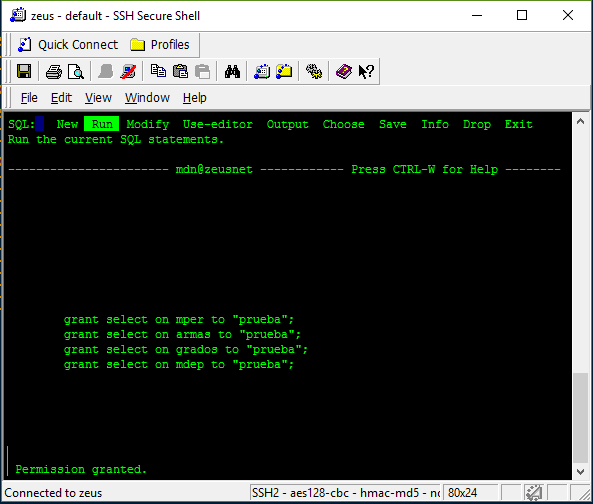 zeus - default - SSH Secure Shell
Quick Connect Profiles
File Edit View Window Help
SQL: New Run Modify Use-editor Output Choose Save Info Drop Exit
Run the current SQL statements.
----------------------- mdn@zeusnet ------------ Press CTRL-W for Help --------
grant select on mper to "prueba";
grant select on armas to "prueba";
grant select on grados to "prueba";
grant select on mdep to "prueba";
Permission granted.
Connected to zeus SSH2 - aes128-cbc - hmac-md5 - nc 80x24